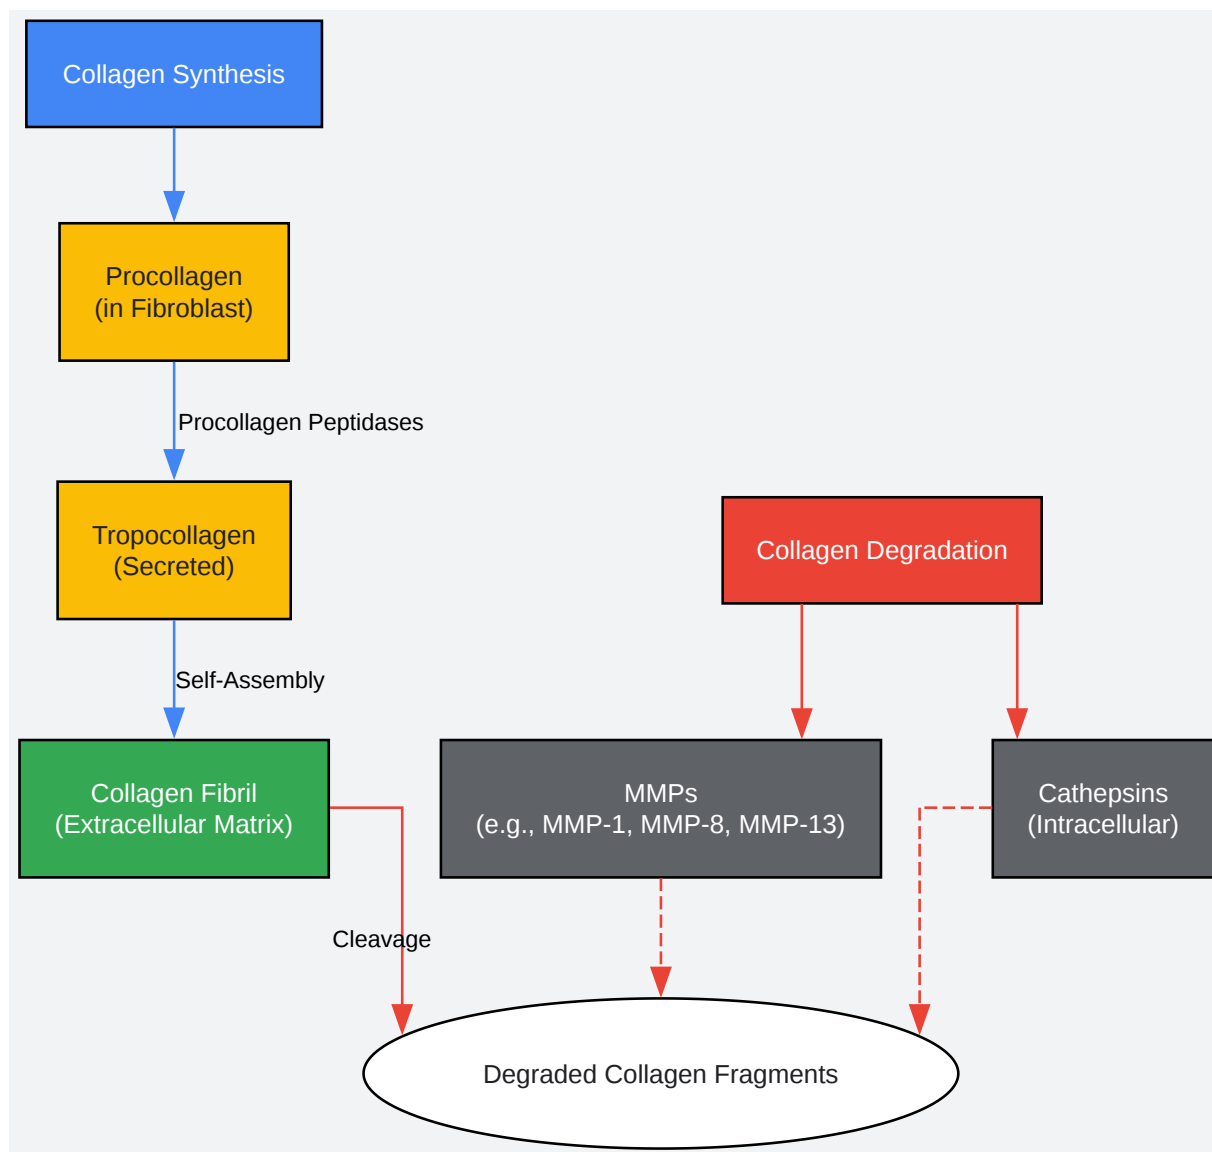 Collagen Synthesis
Procollagen
(in Fibroblast)
Procollagen Peptidases
Tropocollagen
(Secreted)
Collagen Degradation
Self-Assembly
Collagen Fibril
(Extracellular Matrix)
MMPs
(e.g., MMP-1, MMP-8, MMP-13)
Cathepsins
(Intracellular)
Cleavage
Degraded Collagen Fragments